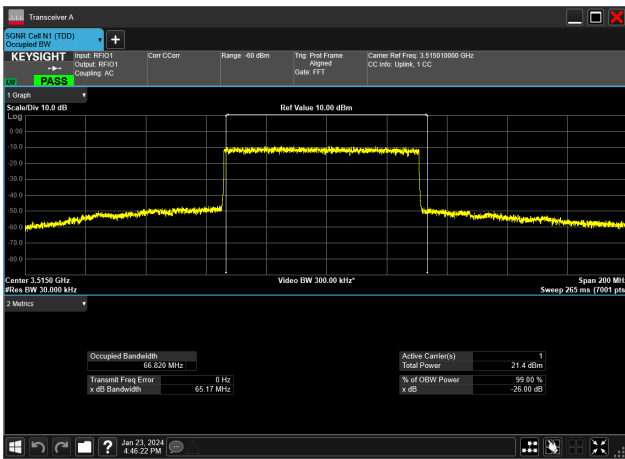 Transceiver A
5GNR Cell N1 (TDD)
Occupied BW
KEYSIGHT
PASS
Input: RFIO1
Output: RFIO1
Coupling: AC
Corr CCorr
Range: -60 dBm
Trig: Prot Frame
Aligned
Gate: FFT
Carrier Ref Freq: 3.515010000 GHz
CC Info: Uplink, 1 CC
1 Graph
Scale/Div 10.0 dB
Ref Value 10.00 dBm
Log
0.00
-10.0
-20.0
-30.0
-40.0
-50.0
-60.0
-70.0
-80.0
Center 3.5150 GHz
Video BW 300.00 kHz*
Span 200 MHz
#Res BW 30.000 kHz
Sweep 265 ms (7001 pts
2 Metrics
Occupied Bandwidth
66.820 MHz
Transmit Freq Error 0 Hz
x dB Bandwidth 65.17 MHz
Active Carrier(s) 1
Total Power 21.4 dBm
% of OBW Power 99.00 %
x dB -26.00 dB
?
Jan 23, 2024
4:46:22 PM